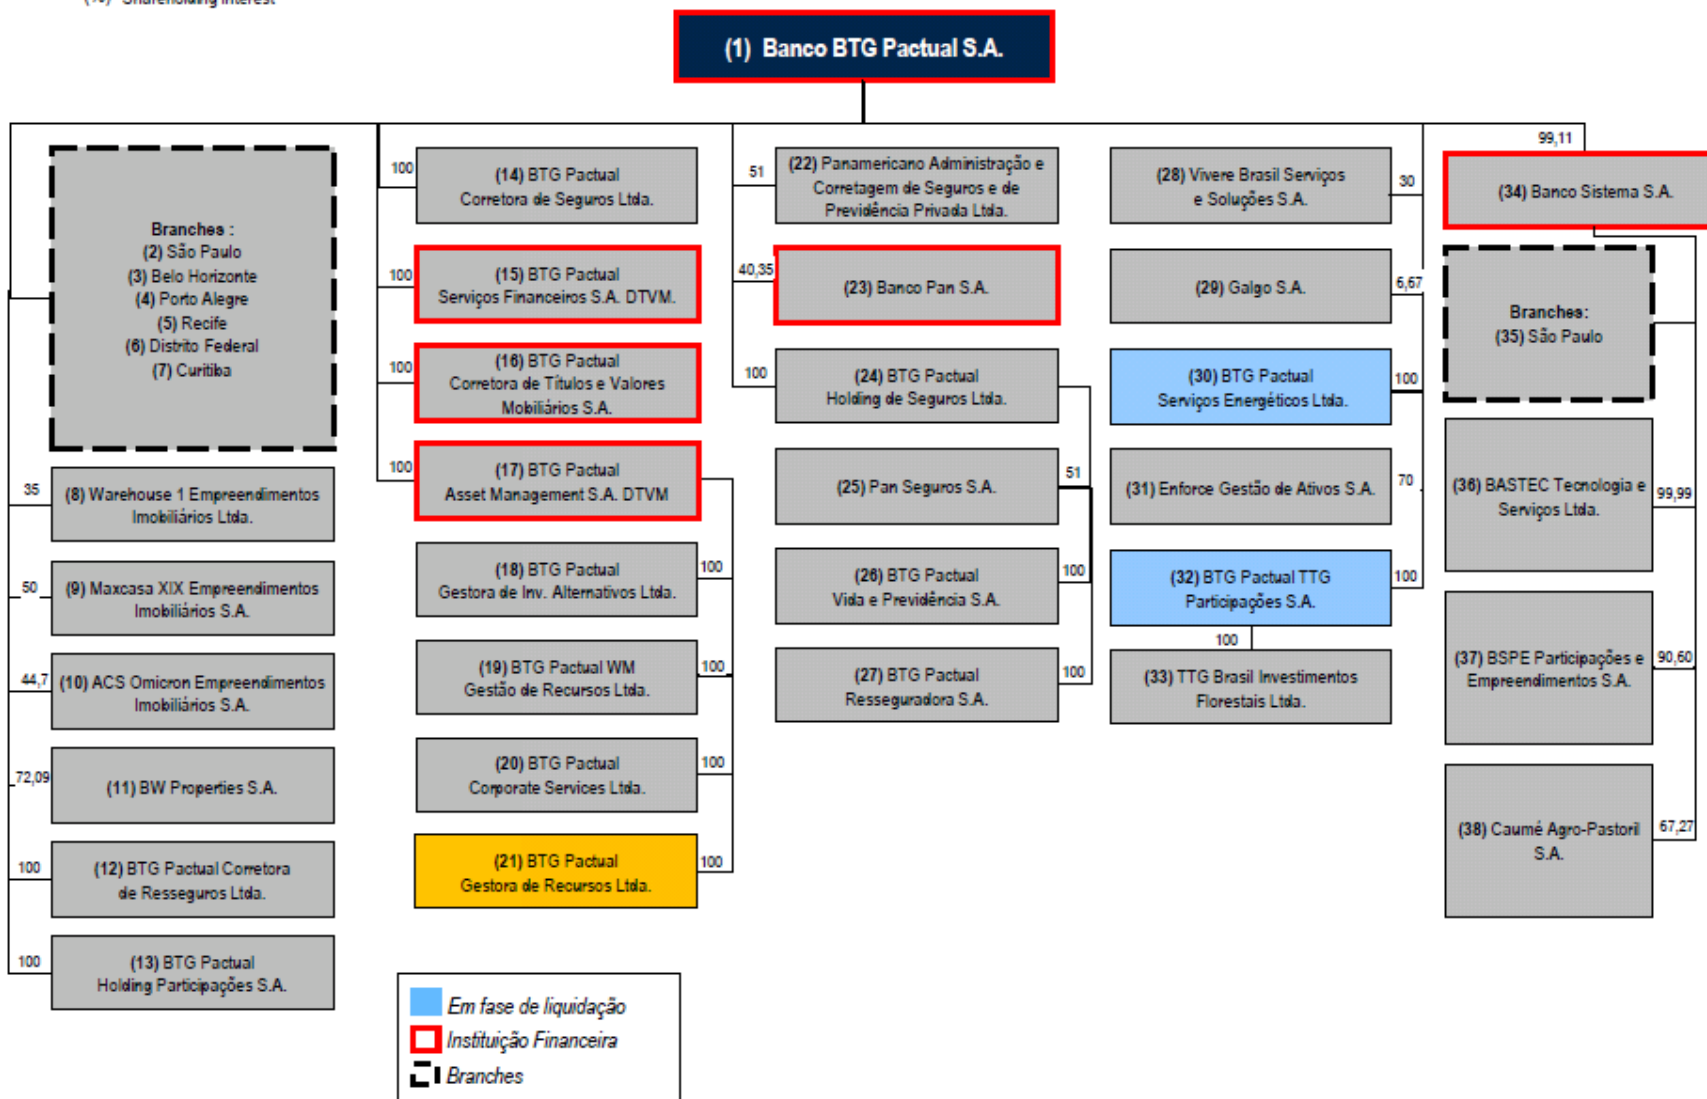 (%) Shareholding Interest
(1) Banco BTG Pactual S.A.
Branches :
(2) São Paulo
(3) Belo Horizonte
(4) Porto Alegre
(5) Recife
(6) Distrito Federal
(7) Curitiba
35
(8) Warehouse 1 Empreendimentos
Imobiliários Ltda.
50
(9) Maxcasa XIX Empreendimentos
Imobiliários S.A.
44,7
(10) ACS Omicron Empreendimentos
Imobiliários S.A.
72,09
(11) BW Properties S.A.
100
(12) BTG Pactual Corretora
de Resseguros Ltda.
100
(13) BTG Pactual
Holding Participações S.A.
100
(14) BTG Pactual
Corretora de Seguros Ltda.
100
(15) BTG Pactual
Serviços Financeiros S.A. DTVM.
100
(16) BTG Pactual
Corretora de Títulos e Valores
Mobiliários S.A.
100
(17) BTG Pactual
Asset Management S.A. DTVM
(18) BTG Pactual
Gestora de Inv. Alternativos Ltda.
100
(19) BTG Pactual WM
Gestão de Recursos Ltda.
100
(20) BTG Pactual
Corporate Services Ltda.
100
(21) BTG Pactual
Gestora de Recursos Ltda.
100
51
(22) Panamericano Administração e
Corretagem de Seguros e de
Previdência Privada Ltda.
40,35
(23) Banco Pan S.A.
100
(24) BTG Pactual
Holding de Seguros Ltda.
(25) Pan Seguros S.A.
51
(26) BTG Pactual
Vida e Previdência S.A.
100
(27) BTG Pactual
Resseguradora S.A.
100
(28) Vivere Brasil Serviços
e Soluções S.A.
30
(29) Galgo S.A.
6,67
(30) BTG Pactual
Serviços Energéticos Ltda.
100
(31) Enforce Gestão de Ativos S.A.
70
(32) BTG Pactual TTG
Participações S.A.
100
100
(33) TTG Brasil Investimentos
Florestais Ltda.
99,11
(34) Banco Sistema S.A.
Branches:
(35) São Paulo
(36) BASTEC Tecnologia e
Serviços Ltda.
99,99
(37) BSPE Participações e
Empreendimentos S.A.
90,60
(38) Caumé Agro-Pastoril
S.A.
67,27
Em fase de liquidação
Instituição Financeira
Branches